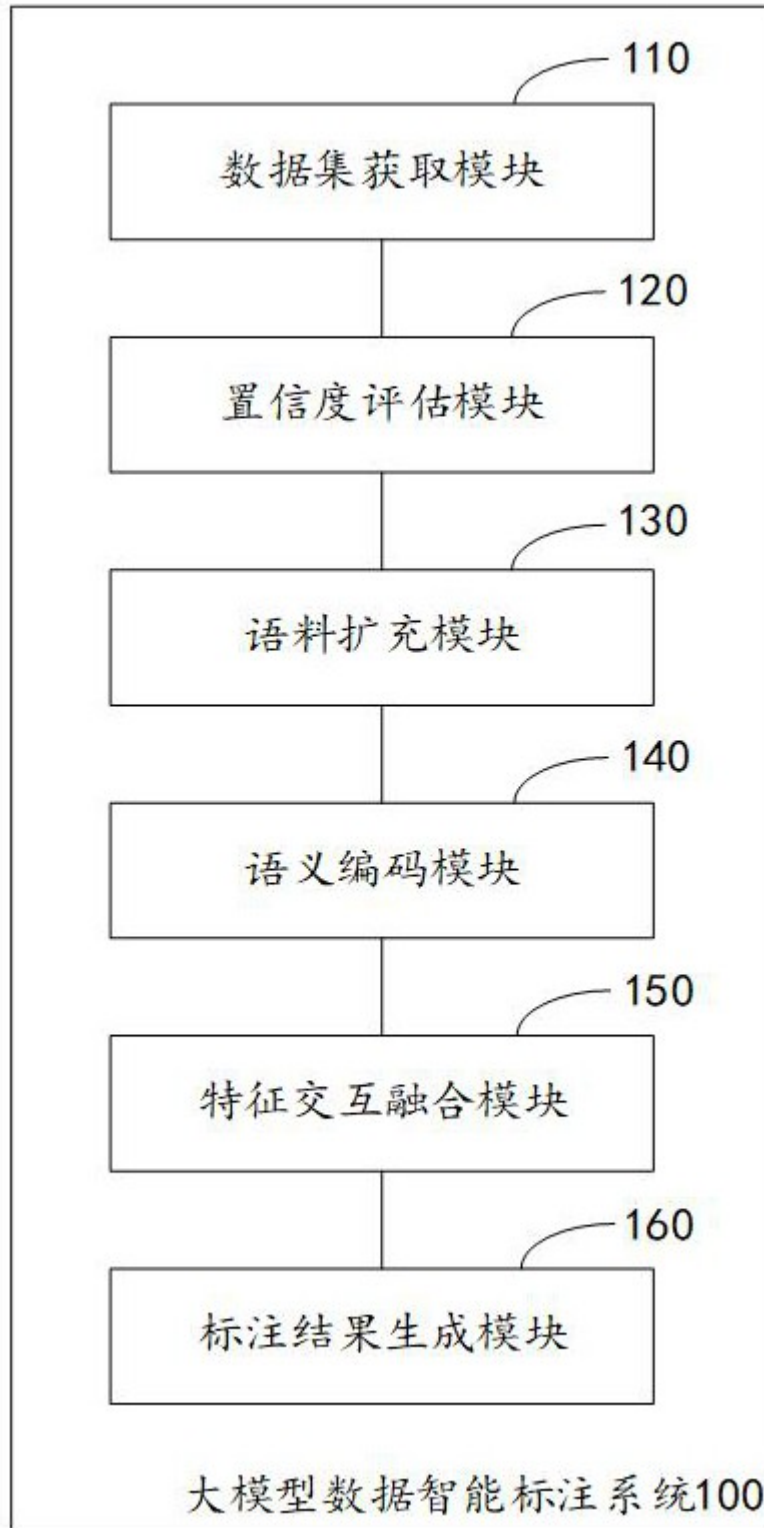 110
数据集获取模块
120
置信度评估模块
130
语料扩充模块
140
语义编码模块
150
特征交互融合模块
160
标注结果生成模块
大模型数据智能标注系统100